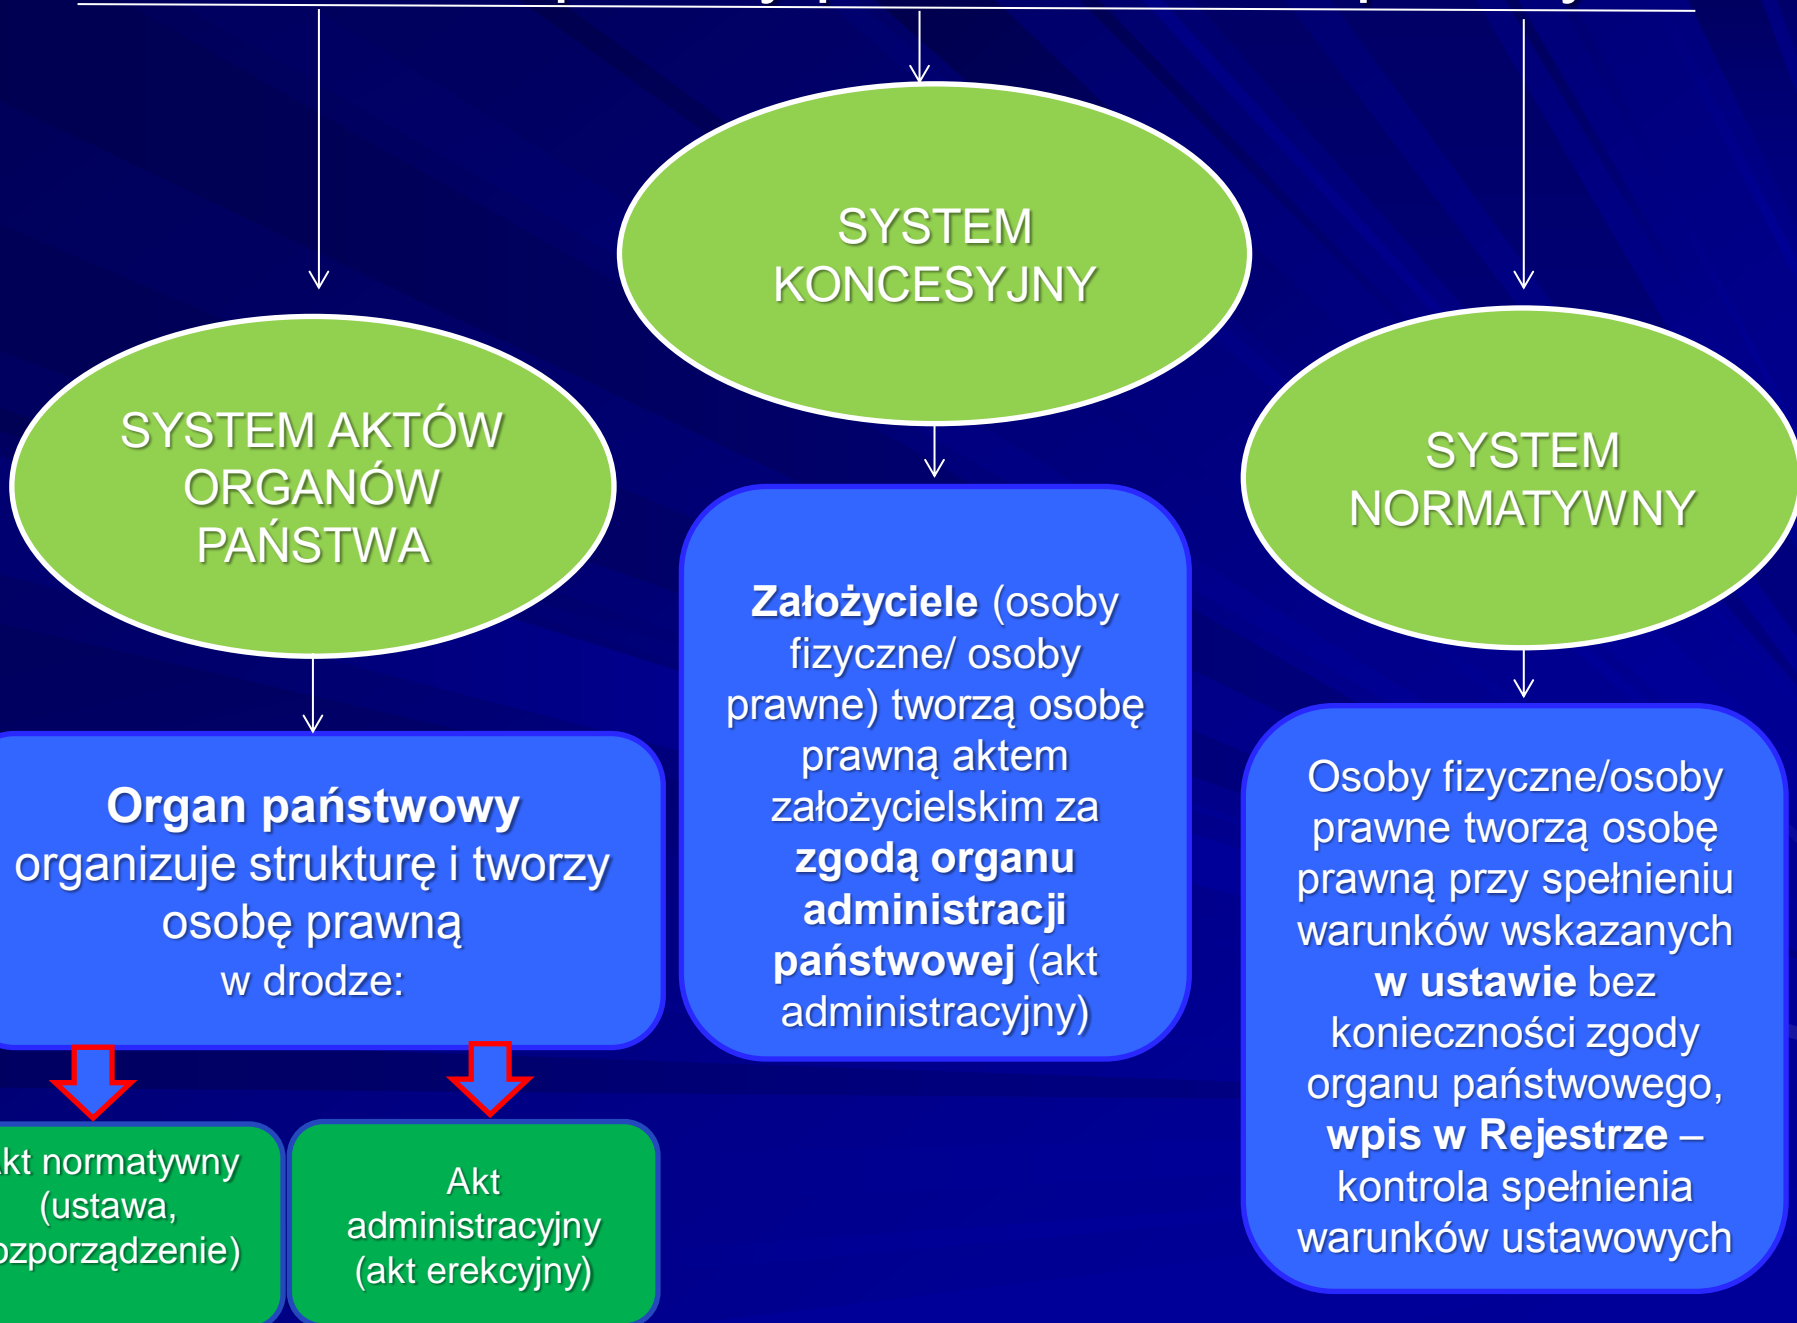 SYSTEM
KONCESYJNY
SYSTEM AKTÓW
ORGANÓW
PAŃSTWA
SYSTEM
NORMATYWNY
Organ państwowy
organizuje strukturę i tworzy
osobę prawną
w drodze:
Założyciele (osoby
fizyczne/ osoby
prawne) tworzą osobę
prawną aktem
założycielskim za
zgodą organu
administracji
państwowej (akt
administracyjny)
Osoby fizyczne/osoby
prawne tworzą osobę
prawną przy spełnieniu
warunków wskazanych
w ustawie bez
konieczności zgody
organu państwowego,
wpis w Rejestrze –
kontrola spełnienia
warunków ustawowych
kt normatywny
(ustawa,
ozporządzenie)
Akt
administracyjny
(akt erekcyjny)